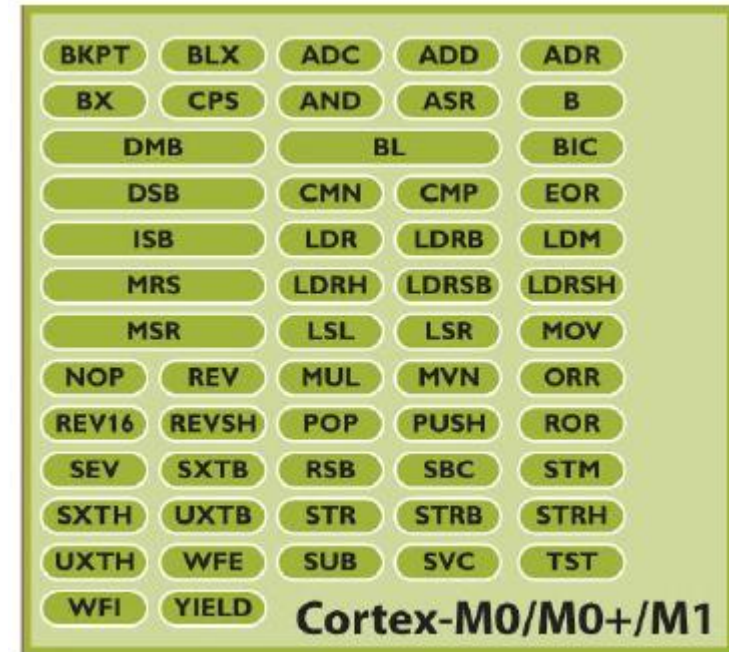 BKPT BLX ADC ADD ADR
BX CPS AND ASR B
DMB BL BIC
DSB CMN CMP EOR
ISB LDR LDRB LDM
MRS LDRH LDRSB LDRSH
MSR LSL LSR MOV
NOP REV MUL MVN ORR
REV16 REVSH POP PUSH ROR
SEV SXTB RSB SBC STM
SXTH UXTB STR STRB STRH
UXTH WFE SUB SVC TST
WFI YIELD Cortex-M0/M0+/M1